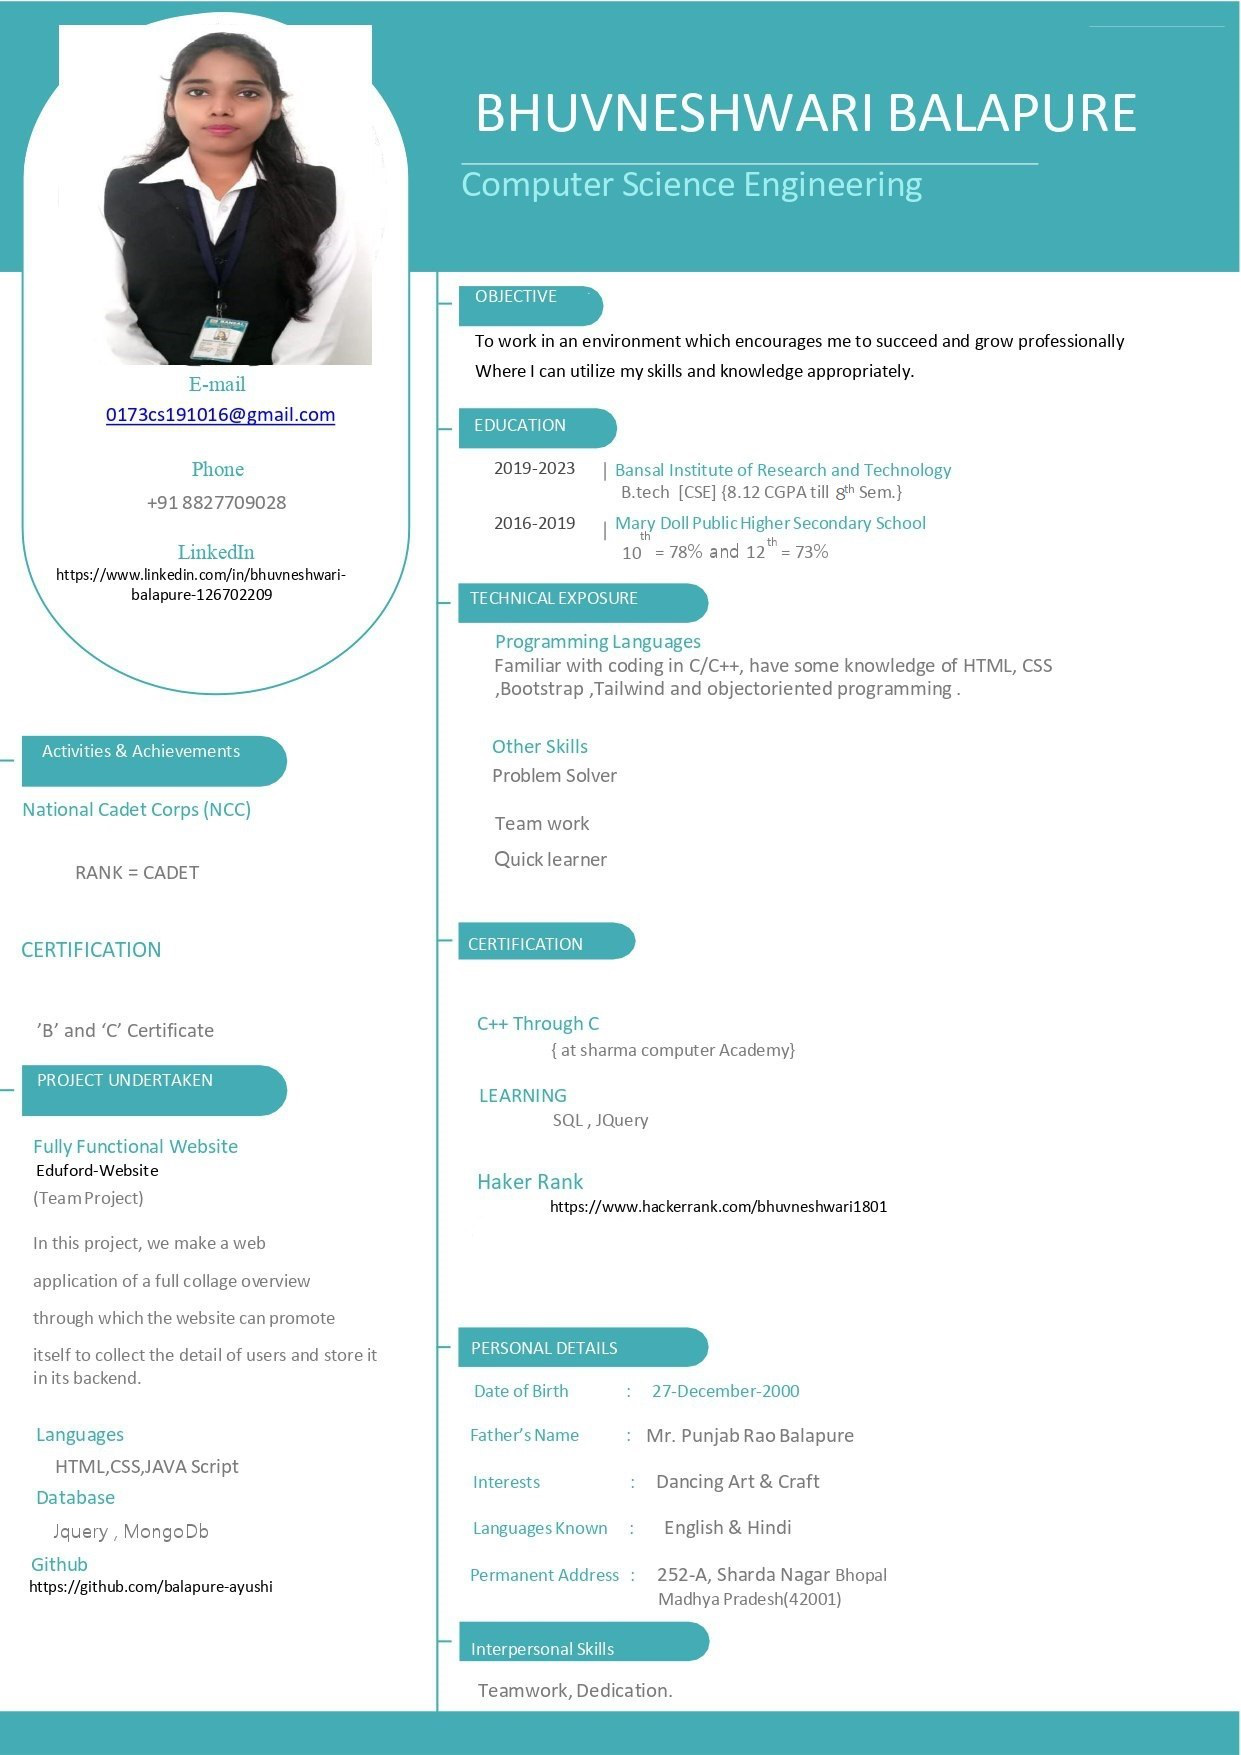 BHUVNESHWARI BALAPURE
Computer Science Engineering
BANSAL
E-mail
0173cs191016@gmail.com
Phone
+91 8827709028
LinkedIn
https://www.linkedin.com/in/bhuvneshwari-
balapure-126702209
Activities & Achievements
National Cadet Corps (NCC)
RANK = CADET
CERTIFICATION
’B’ and ‘C’ Certificate
PROJECT UNDERTAKEN
Fully Functional Website
Eduford-Website
(Team Project)
In this project, we make a web
application of a full collage overview
through which the website can promote
itself to collect the detail of users and store it
in its backend.
Languages
HTML,CSS,JAVA Script
Database
Jquery , MongoDb
Github
https://github.com/balapure-ayushi
OBJECTIVE
To work in an environment which encourages me to succeed and grow professionally
Where I can utilize my skills and knowledge appropriately.
EDUCATION
2019-2023 | Bansal Institute of Research and Technology
B.tech [CSE] {8.12 CGPA till 8th Sem.}
2016-2019 | Mary Doll Public Higher Secondary School
10th = 78% and 12th = 73%
TECHNICAL EXPOSURE
Programming Languages
Familiar with coding in C/C++, have some knowledge of HTML, CSS
,Bootstrap ,Tailwind and objectoriented programming .
Other Skills
Problem Solver
Team work
Quick learner
CERTIFICATION
C++ Through C
{ at sharma computer Academy}
LEARNING
SQL , JQuery
Haker Rank
https://www.hackerrank.com/bhuvneshwari1801
PERSONAL DETAILS
Date of Birth : 27-December-2000
Father’s Name : Mr. Punjab Rao Balapure
Interests : Dancing Art & Craft
Languages Known : English & Hindi
Permanent Address : 252-A, Sharda Nagar Bhopal
Madhya Pradesh(42001)
Interpersonal Skills
Teamwork, Dedication.